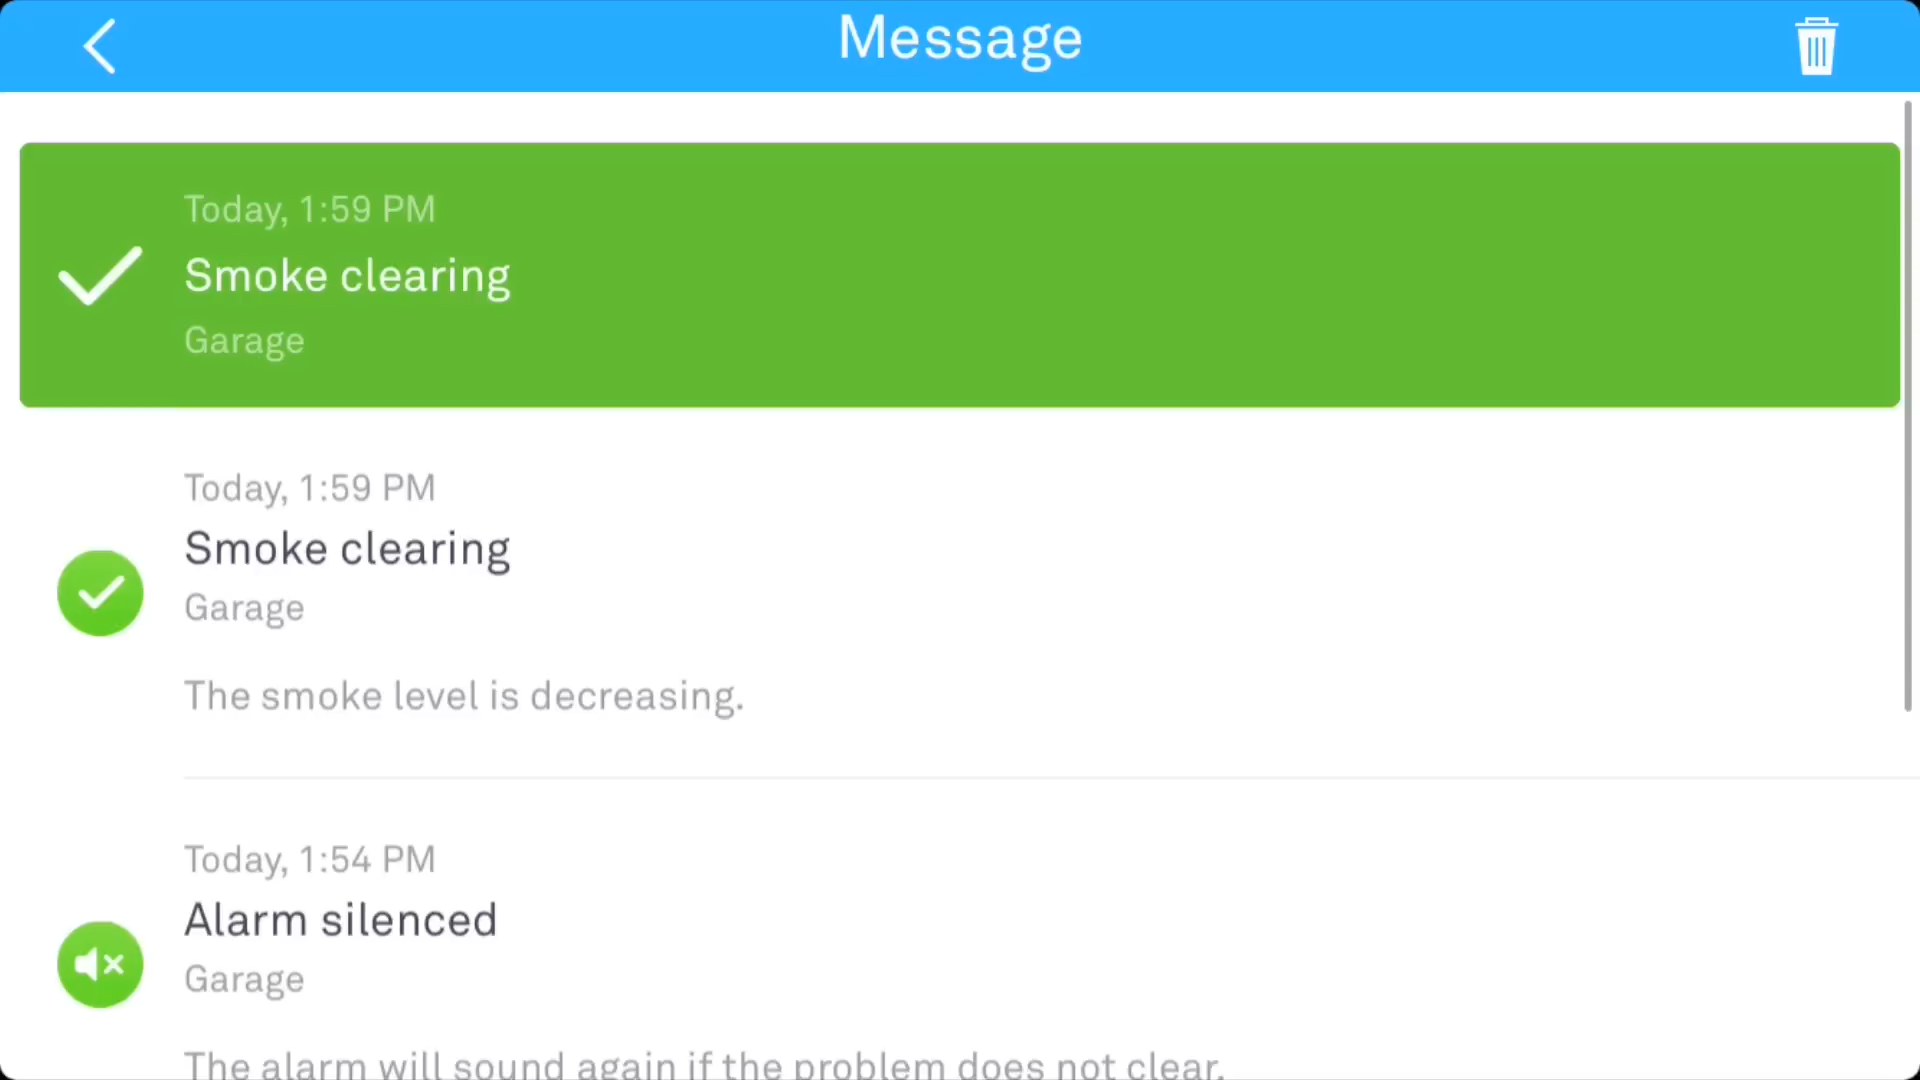 Message
Today, 1:59 PM
Smoke clearing
Garage
Today, 1:59 PM
Smoke clearing
Garage
The smoke level is decreasing.
Today, 1:54 PM
Alarm silenced
Garage
The alarm will sound again if the problem does not clear.